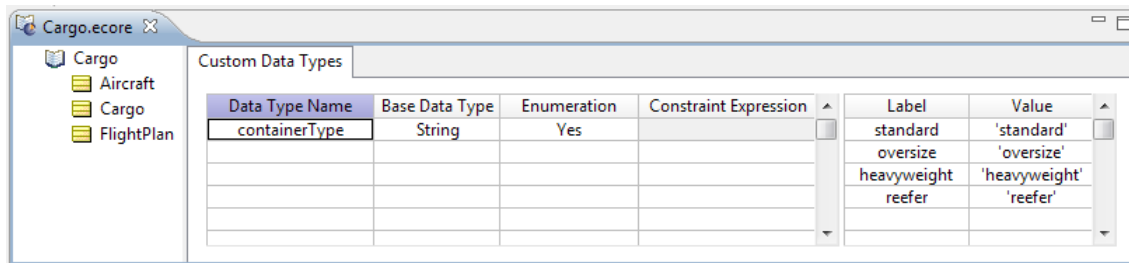 Cargo.ecore
Cargo
Aircraft
Cargo
FlightPlan
Custom Data Types
Data Type Name Base Data Type Enumeration Constraint Expression Label Value
containerType String Yes standard 'standard'
oversize 'oversize'
heavyweight 'heavyweight'
reefer 'reefer'